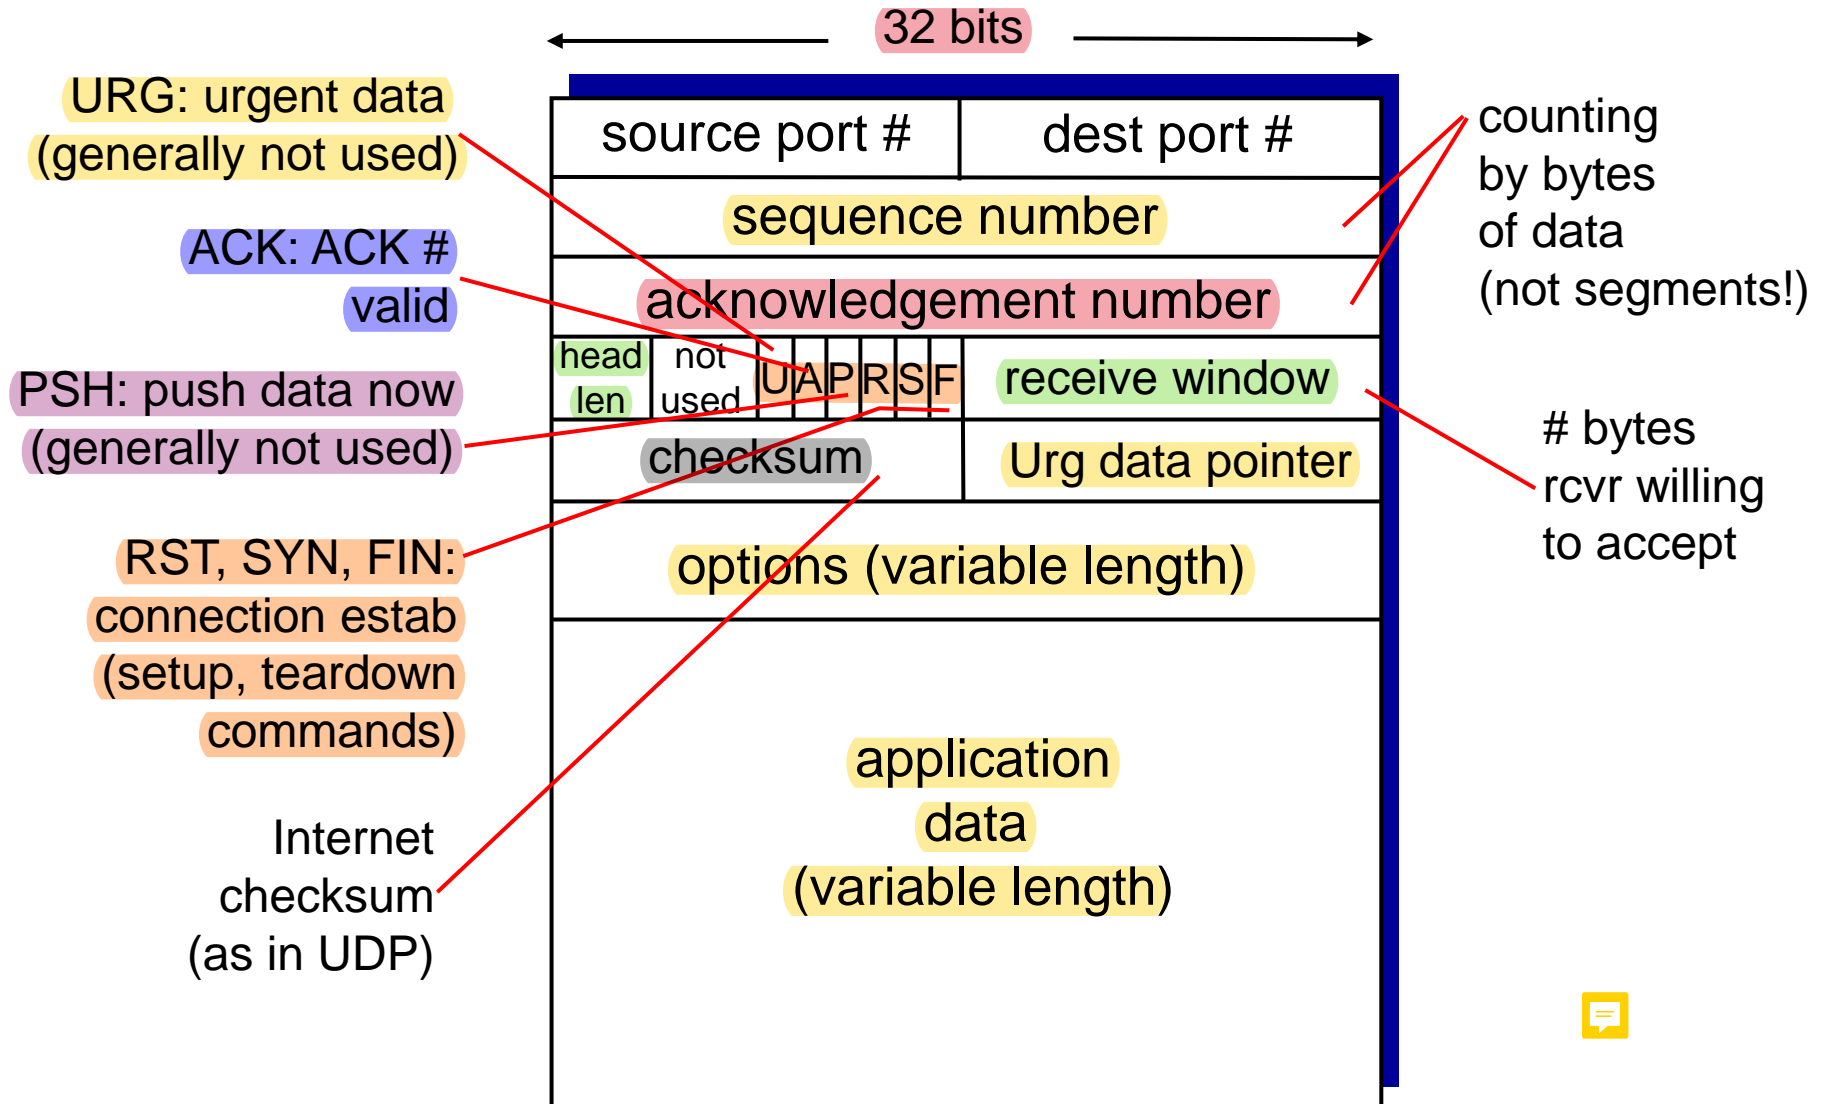 32 bits
URG: urgent data
(generally not used)
ACK: ACK #
valid
PSH: push data now
(generally not used)
RST, SYN, FIN:
connection estab
(setup, teardown
commands)
Internet
checksum
(as in UDP)
source port #
dest port #
sequence number
acknowledgement number
head
len
not
used
U A P R S F
receive window
checksum
Urg data pointer
options (variable length)
application
data
(variable length)
counting
by bytes
of data
(not segments!)
# bytes
rcvr willing
to accept